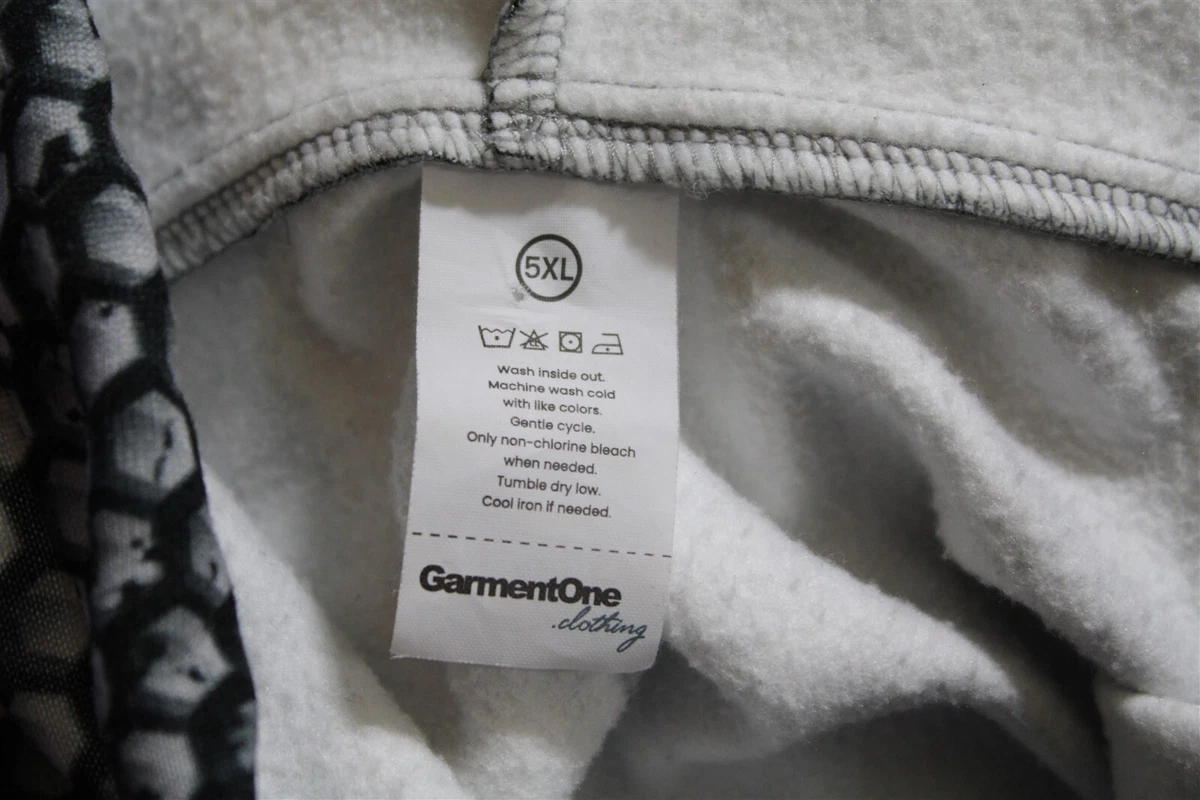 5XL
Wash inside out.
Machine wash cold
with like colors.
Gentle cycle.
Only non-chlorine bleach
when needed.
Tumble dry low.
Cool iron if needed.
GarmentOne
.clothing